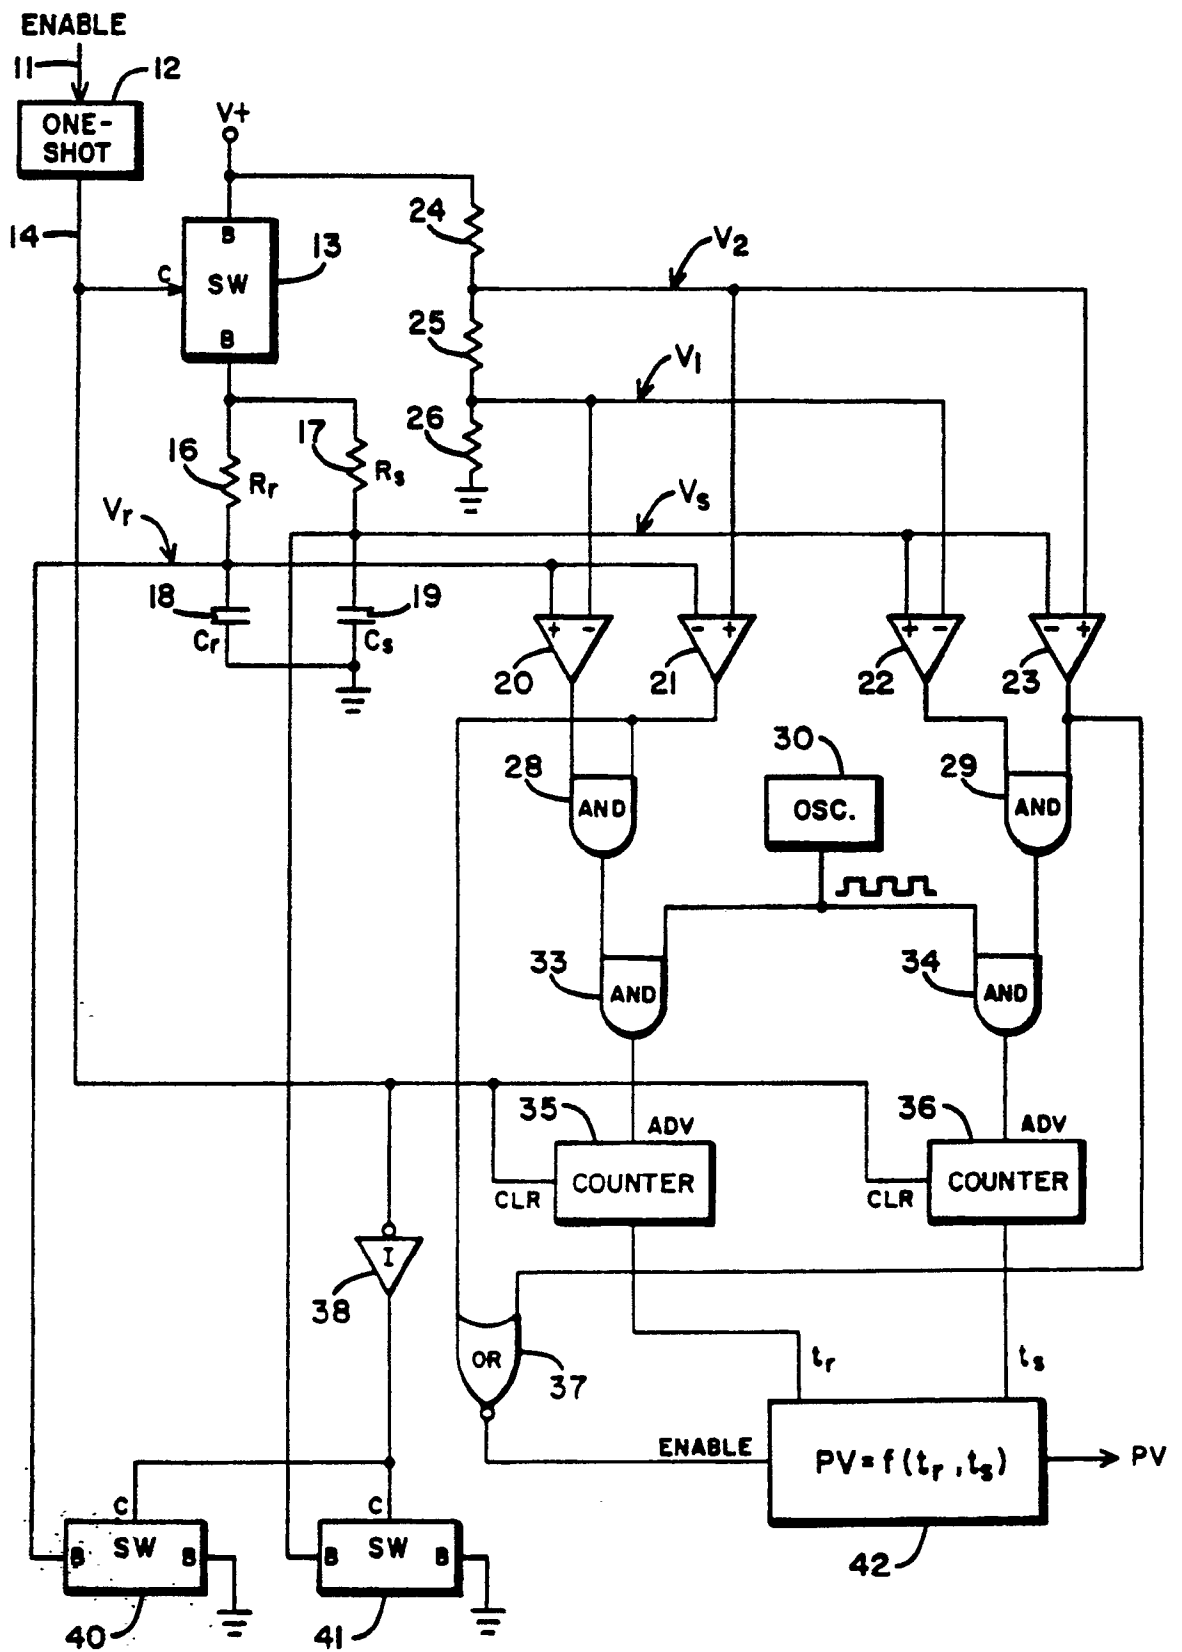 ENABLE
11
12
ONE-
SHOT
V+
14
B
C
SW
13
B
24
V2
25
V1
26
16
Rr
17
Rs
Vr
Vs
18
Cr
19
Cs
+ -
- +
+ -
- +
20
21
22
23
28
AND
30
OSC.
29
AND
33
AND
34
AND
35
ADV
COUNTER
CLR
36
ADV
COUNTER
CLR
I
38
OR
37
tr
ts
ENABLE
PV=f(tr,ts)
PV
42
C
B SW B
40
C
B SW B
41